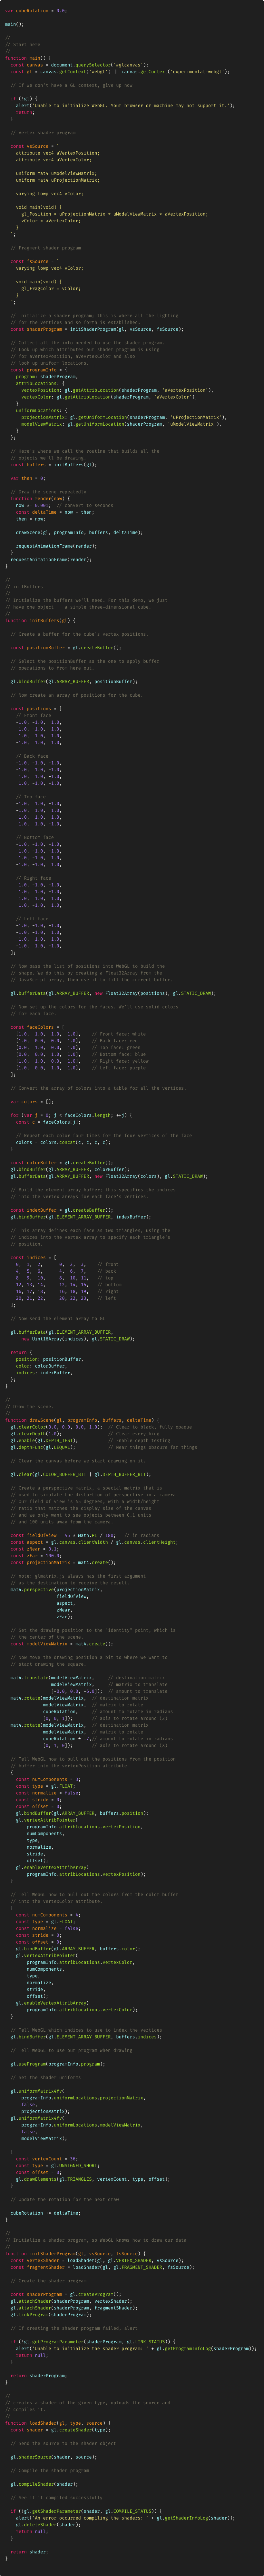 var cubeRotation = 0.0;

main();

//
// Start here
//
function main() {
  const canvas = document.querySelector('#glcanvas');
  const gl = canvas.getContext('webgl') || canvas.getContext('experimental-webgl');

  // If we don't have a GL context, give up now

  if (!gl) {
    alert('Unable to initialize WebGL. Your browser or machine may not support it.');
    return;
  }

  // Vertex shader program

  const vsSource = `
    attribute vec4 aVertexPosition;
    attribute vec4 aVertexColor;

    uniform mat4 uModelViewMatrix;
    uniform mat4 uProjectionMatrix;

    varying lowp vec4 vColor;

    void main(void) {
      gl_Position = uProjectionMatrix * uModelViewMatrix * aVertexPosition;
      vColor = aVertexColor;
    }
  `;

  // Fragment shader program

  const fsSource = `
    varying lowp vec4 vColor;

    void main(void) {
      gl_FragColor = vColor;
    }
  `;

  // Initialize a shader program; this is where all the lighting
  // for the vertices and so forth is established.
  const shaderProgram = initShaderProgram(gl, vsSource, fsSource);

  // Collect all the info needed to use the shader program.
  // Look up which attributes our shader program is using
  // for aVertexPosition, aVertexColor and also
  // look up uniform locations.
  const programInfo = {
    program: shaderProgram,
    attribLocations: {
      vertexPosition: gl.getAttribLocation(shaderProgram, 'aVertexPosition'),
      vertexColor: gl.getAttribLocation(shaderProgram, 'aVertexColor'),
    },
    uniformLocations: {
      projectionMatrix: gl.getUniformLocation(shaderProgram, 'uProjectionMatrix'),
      modelViewMatrix: gl.getUniformLocation(shaderProgram, 'uModelViewMatrix'),
    },
  };

  // Here's where we call the routine that builds all the
  // objects we'll be drawing.
  const buffers = initBuffers(gl);

  var then = 0;

  // Draw the scene repeatedly
  function render(now) {
    now *= 0.001;  // convert to seconds
    const deltaTime = now - then;
    then = now;

    drawScene(gl, programInfo, buffers, deltaTime);

    requestAnimationFrame(render);
  }
  requestAnimationFrame(render);
}

//
// initBuffers
//
// Initialize the buffers we'll need. For this demo, we just
// have one object -- a simple three-dimensional cube.
//
function initBuffers(gl) {

  // Create a buffer for the cube's vertex positions.

  const positionBuffer = gl.createBuffer();

  // Select the positionBuffer as the one to apply buffer
  // operations to from here out.

  gl.bindBuffer(gl.ARRAY_BUFFER, positionBuffer);

  // Now create an array of positions for the cube.

  const positions = [
    // Front face
    -1.0, -1.0,  1.0,
     1.0, -1.0,  1.0,
     1.0,  1.0,  1.0,
    -1.0,  1.0,  1.0,

    // Back face
    -1.0, -1.0, -1.0,
    -1.0,  1.0, -1.0,
     1.0,  1.0, -1.0,
     1.0, -1.0, -1.0,

    // Top face
    -1.0,  1.0, -1.0,
    -1.0,  1.0,  1.0,
     1.0,  1.0,  1.0,
     1.0,  1.0, -1.0,

    // Bottom face
    -1.0, -1.0, -1.0,
     1.0, -1.0, -1.0,
     1.0, -1.0,  1.0,
    -1.0, -1.0,  1.0,

    // Right face
     1.0, -1.0, -1.0,
     1.0,  1.0, -1.0,
     1.0,  1.0,  1.0,
     1.0, -1.0,  1.0,

    // Left face
    -1.0, -1.0, -1.0,
    -1.0, -1.0,  1.0,
    -1.0,  1.0,  1.0,
    -1.0,  1.0, -1.0,
  ];

  // Now pass the list of positions into WebGL to build the
  // shape. We do this by creating a Float32Array from the
  // JavaScript array, then use it to fill the current buffer.

  gl.bufferData(gl.ARRAY_BUFFER, new Float32Array(positions), gl.STATIC_DRAW);

  // Now set up the colors for the faces. We'll use solid colors
  // for each face.

  const faceColors = [
    [1.0,  1.0,  1.0,  1.0],    // Front face: white
    [1.0,  0.0,  0.0,  1.0],    // Back face: red
    [0.0,  1.0,  0.0,  1.0],    // Top face: green
    [0.0,  0.0,  1.0,  1.0],    // Bottom face: blue
    [1.0,  1.0,  0.0,  1.0],    // Right face: yellow
    [1.0,  0.0,  1.0,  1.0],    // Left face: purple
  ];

  // Convert the array of colors into a table for all the vertices.

  var colors = [];

  for (var j = 0; j < faceColors.length; ++j) {
    const c = faceColors[j];

    // Repeat each color four times for the four vertices of the face
    colors = colors.concat(c, c, c, c);
  }

  const colorBuffer = gl.createBuffer();
  gl.bindBuffer(gl.ARRAY_BUFFER, colorBuffer);
  gl.bufferData(gl.ARRAY_BUFFER, new Float32Array(colors), gl.STATIC_DRAW);

  // Build the element array buffer; this specifies the indices
  // into the vertex arrays for each face's vertices.

  const indexBuffer = gl.createBuffer();
  gl.bindBuffer(gl.ELEMENT_ARRAY_BUFFER, indexBuffer);

  // This array defines each face as two triangles, using the
  // indices into the vertex array to specify each triangle's
  // position.

  const indices = [
    0,  1,  2,      0,  2,  3,    // front
    4,  5,  6,      4,  6,  7,    // back
    8,  9,  10,     8,  10, 11,   // top
    12, 13, 14,     12, 14, 15,   // bottom
    16, 17, 18,     16, 18, 19,   // right
    20, 21, 22,     20, 22, 23,   // left
  ];

  // Now send the element array to GL

  gl.bufferData(gl.ELEMENT_ARRAY_BUFFER,
      new Uint16Array(indices), gl.STATIC_DRAW);

  return {
    position: positionBuffer,
    color: colorBuffer,
    indices: indexBuffer,
  };
}

//
// Draw the scene.
//
function drawScene(gl, programInfo, buffers, deltaTime) {
  gl.clearColor(0.0, 0.0, 0.0, 1.0);  // Clear to black, fully opaque
  gl.clearDepth(1.0);                 // Clear everything
  gl.enable(gl.DEPTH_TEST);           // Enable depth testing
  gl.depthFunc(gl.LEQUAL);            // Near things obscure far things

  // Clear the canvas before we start drawing on it.

  gl.clear(gl.COLOR_BUFFER_BIT | gl.DEPTH_BUFFER_BIT);

  // Create a perspective matrix, a special matrix that is
  // used to simulate the distortion of perspective in a camera.
  // Our field of view is 45 degrees, with a width/height
  // ratio that matches the display size of the canvas
  // and we only want to see objects between 0.1 units
  // and 100 units away from the camera.

  const fieldOfView = 45 * Math.PI / 180;   // in radians
  const aspect = gl.canvas.clientWidth / gl.canvas.clientHeight;
  const zNear = 0.1;
  const zFar = 100.0;
  const projectionMatrix = mat4.create();

  // note: glmatrix.js always has the first argument
  // as the destination to receive the result.
  mat4.perspective(projectionMatrix,
                   fieldOfView,
                   aspect,
                   zNear,
                   zFar);

  // Set the drawing position to the "identity" point, which is
  // the center of the scene.
  const modelViewMatrix = mat4.create();

  // Now move the drawing position a bit to where we want to
  // start drawing the square.

  mat4.translate(modelViewMatrix,     // destination matrix
                 modelViewMatrix,     // matrix to translate
                 [-0.0, 0.0, -6.0]);  // amount to translate
  mat4.rotate(modelViewMatrix,  // destination matrix
              modelViewMatrix,  // matrix to rotate
              cubeRotation,     // amount to rotate in radians
              [0, 0, 1]);       // axis to rotate around (Z)
  mat4.rotate(modelViewMatrix,  // destination matrix
              modelViewMatrix,  // matrix to rotate
              cubeRotation * .7,// amount to rotate in radians
              [0, 1, 0]);       // axis to rotate around (X)

  // Tell WebGL how to pull out the positions from the position
  // buffer into the vertexPosition attribute
  {
    const numComponents = 3;
    const type = gl.FLOAT;
    const normalize = false;
    const stride = 0;
    const offset = 0;
    gl.bindBuffer(gl.ARRAY_BUFFER, buffers.position);
    gl.vertexAttribPointer(
        programInfo.attribLocations.vertexPosition,
        numComponents,
        type,
        normalize,
        stride,
        offset);
    gl.enableVertexAttribArray(
        programInfo.attribLocations.vertexPosition);
  }

  // Tell WebGL how to pull out the colors from the color buffer
  // into the vertexColor attribute.
  {
    const numComponents = 4;
    const type = gl.FLOAT;
    const normalize = false;
    const stride = 0;
    const offset = 0;
    gl.bindBuffer(gl.ARRAY_BUFFER, buffers.color);
    gl.vertexAttribPointer(
        programInfo.attribLocations.vertexColor,
        numComponents,
        type,
        normalize,
        stride,
        offset);
    gl.enableVertexAttribArray(
        programInfo.attribLocations.vertexColor);
  }

  // Tell WebGL which indices to use to index the vertices
  gl.bindBuffer(gl.ELEMENT_ARRAY_BUFFER, buffers.indices);

  // Tell WebGL to use our program when drawing

  gl.useProgram(programInfo.program);

  // Set the shader uniforms

  gl.uniformMatrix4fv(
      programInfo.uniformLocations.projectionMatrix,
      false,
      projectionMatrix);
  gl.uniformMatrix4fv(
      programInfo.uniformLocations.modelViewMatrix,
      false,
      modelViewMatrix);

  {
    const vertexCount = 36;
    const type = gl.UNSIGNED_SHORT;
    const offset = 0;
    gl.drawElements(gl.TRIANGLES, vertexCount, type, offset);
  }

  // Update the rotation for the next draw

  cubeRotation += deltaTime;
}

//
// Initialize a shader program, so WebGL knows how to draw our data
//
function initShaderProgram(gl, vsSource, fsSource) {
  const vertexShader = loadShader(gl, gl.VERTEX_SHADER, vsSource);
  const fragmentShader = loadShader(gl, gl.FRAGMENT_SHADER, fsSource);

  // Create the shader program

  const shaderProgram = gl.createProgram();
  gl.attachShader(shaderProgram, vertexShader);
  gl.attachShader(shaderProgram, fragmentShader);
  gl.linkProgram(shaderProgram);

  // If creating the shader program failed, alert

  if (!gl.getProgramParameter(shaderProgram, gl.LINK_STATUS)) {
    alert('Unable to initialize the shader program: ' + gl.getProgramInfoLog(shaderProgram));
    return null;
  }

  return shaderProgram;
}

//
// creates a shader of the given type, uploads the source and
// compiles it.
//
function loadShader(gl, type, source) {
  const shader = gl.createShader(type);

  // Send the source to the shader object

  gl.shaderSource(shader, source);

  // Compile the shader program

  gl.compileShader(shader);

  // See if it compiled successfully

  if (!gl.getShaderParameter(shader, gl.COMPILE_STATUS)) {
    alert('An error occurred compiling the shaders: ' + gl.getShaderInfoLog(shader));
    gl.deleteShader(shader);
    return null;
  }

  return shader;
}